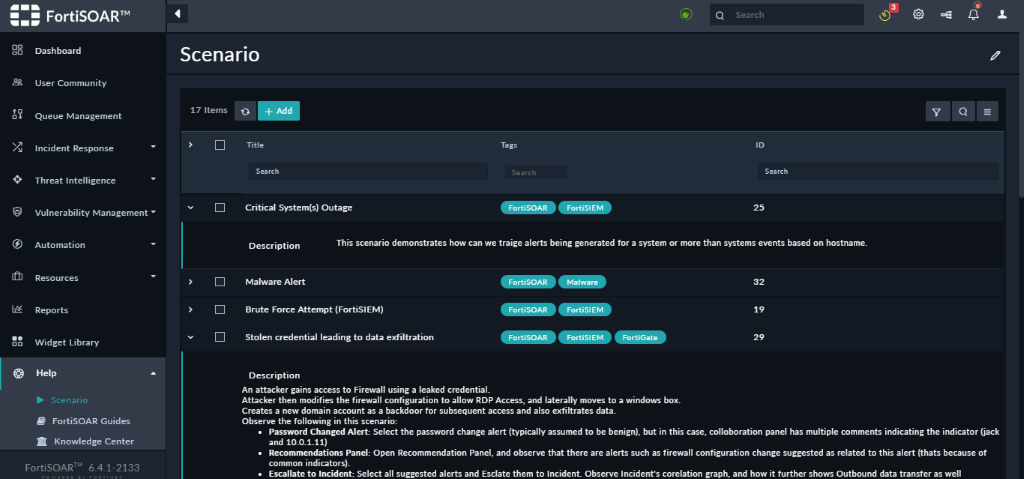 FortiSOAR™
3
Search
Dashboard
User Community
Queue Management
Incident Response
Threat Intelligence
Vulnerability Management
Automation
Resources
Reports
Widget Library
Help
Scenario
FortiSOAR Guides
Knowledge Center
FortiSOAR™ 6.4.1-2133
POWERED BY FORTINET
Scenario
17 Items
+ Add
Title Tags ID
Search Search Search
Critical System(s) Outage FortiSOAR FortiSIEM 25
Description This scenario demonstrates how can we traige alerts being generated for a system or more than systems events based on hostname.
Malware Alert FortiSOAR Malware 32
Brute Force Attempt (FortiSIEM) FortiSOAR FortiSIEM 19
Stolen credential leading to data exfiltration FortiSOAR FortiSIEM FortiGate 29
Description
An attacker gains access to Firewall using a leaked credential.
Attacker then modifies the firewall configuration to allow RDP Access, and laterally moves to a windows box.
Creates a new domain account as a backdoor for subsequent access and also exfiltrates data.
Observe the following in this scenario:
• Password Changed Alert: Select the password change alert (typically assumed to be benign), but in this case, colloboration panel has multiple comments indicating the indicator (jack
and 10.0.1.11)
• Recommendations Panel: Open Recommendation Panel, and observe that there are alerts such as firewall configuration change suggested as related to this alert (thats because of
common indicators).
• Escallate to Incident: Select all suggested alerts and Esclate them to Incident. Observe Incident's corelation graph, and how it further shows Outbound data transfer as well